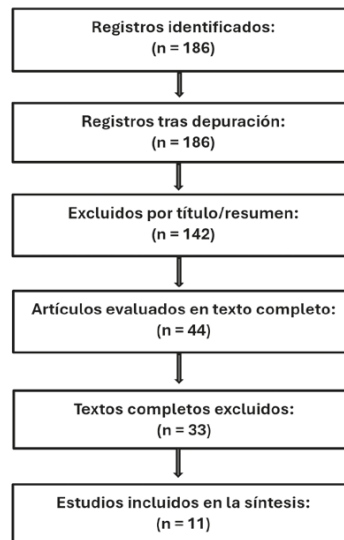 Registros identificados:
(n = 186)
Registros tras depuración:
(n = 186)
Excluidos por título/resumen:
(n = 142)
Artículos evaluados en texto completo:
(n = 44)
Textos completos excluidos:
(n = 33)
Estudios incluidos en la síntesis:
(n = 11)